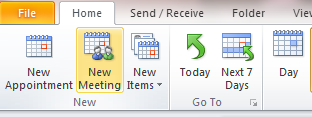 File Home Send / Receive Folder
New Appointment New Meeting New Items Today Next 7 Days Day
New Go To